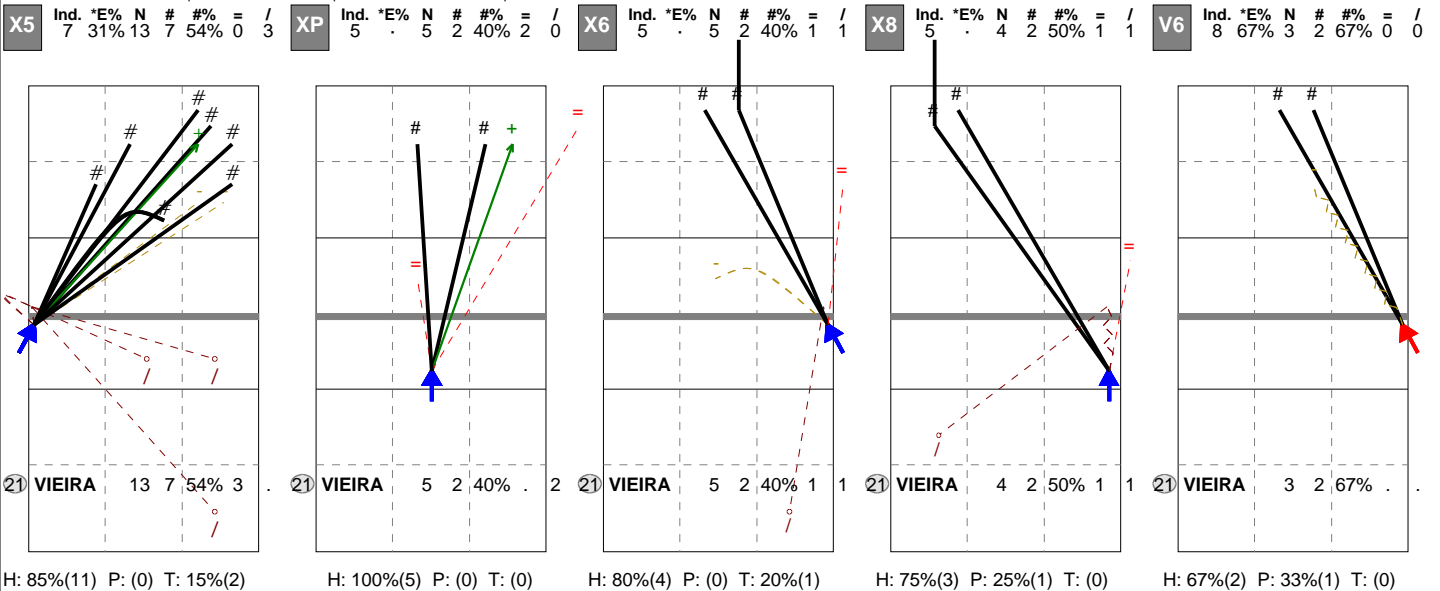 X5 Ind. *E% N # #% = /
7 31% 13 7 54% 0 3
XP Ind. *E% N # #% = /
5 . 5 2 40% 2 0
X6 Ind. *E% N # #% = /
5 . 5 2 40% 1 1
X8 Ind. *E% N # #% = /
5 . 4 2 50% 1 1
V6 Ind. *E% N # #% = /
8 67% 3 2 67% 0 0
21 VIEIRA 13 7 54% 3 .
21 VIEIRA 5 2 40% . 2
21 VIEIRA 5 2 40% 1 1
21 VIEIRA 4 2 50% 1 1
21 VIEIRA 3 2 67% . .
H: 85%(11) P: (0) T: 15%(2)
H: 100%(5) P: (0) T: (0)
H: 80%(4) P: (0) T: 20%(1)
H: 75%(3) P: 25%(1) T: (0)
H: 67%(2) P: 33%(1) T: (0)